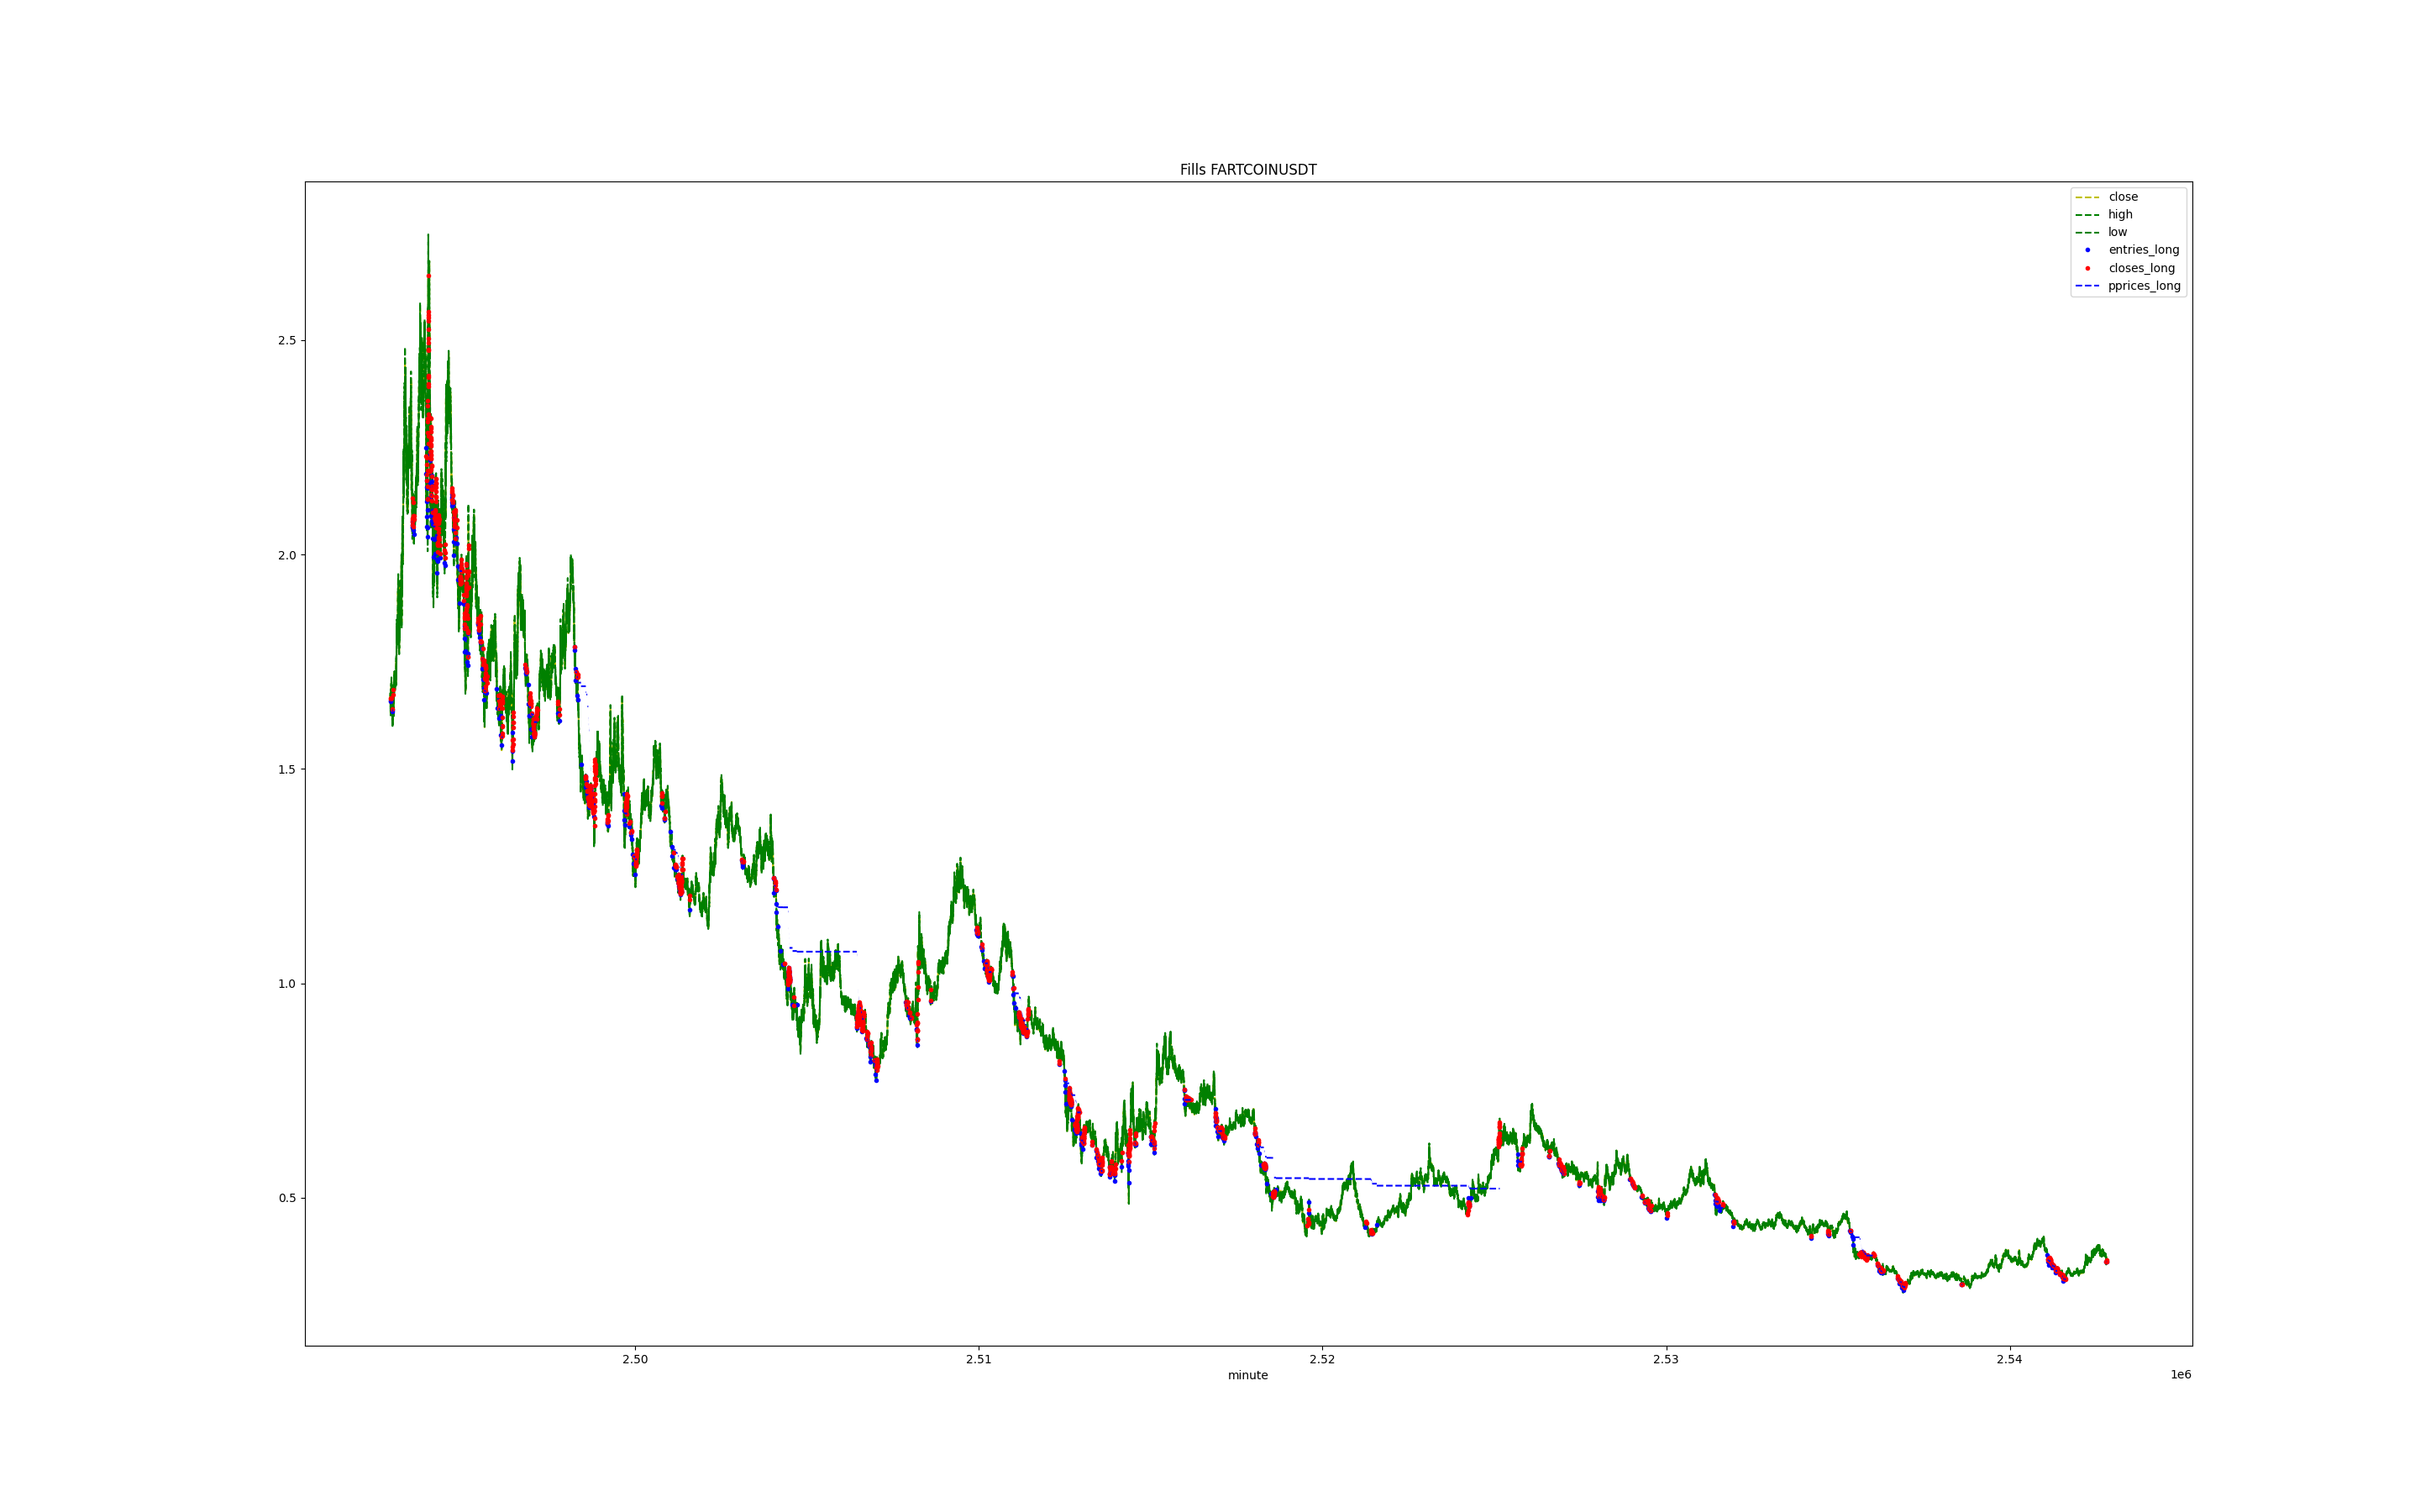 Fills FARTCOINUSDT
close
high
low
entries_long
closes_long
pprices_long
2.5
2.0
1.5
1.0
0.5
2.50
2.51
2.52
2.53
2.54
minute
1e6